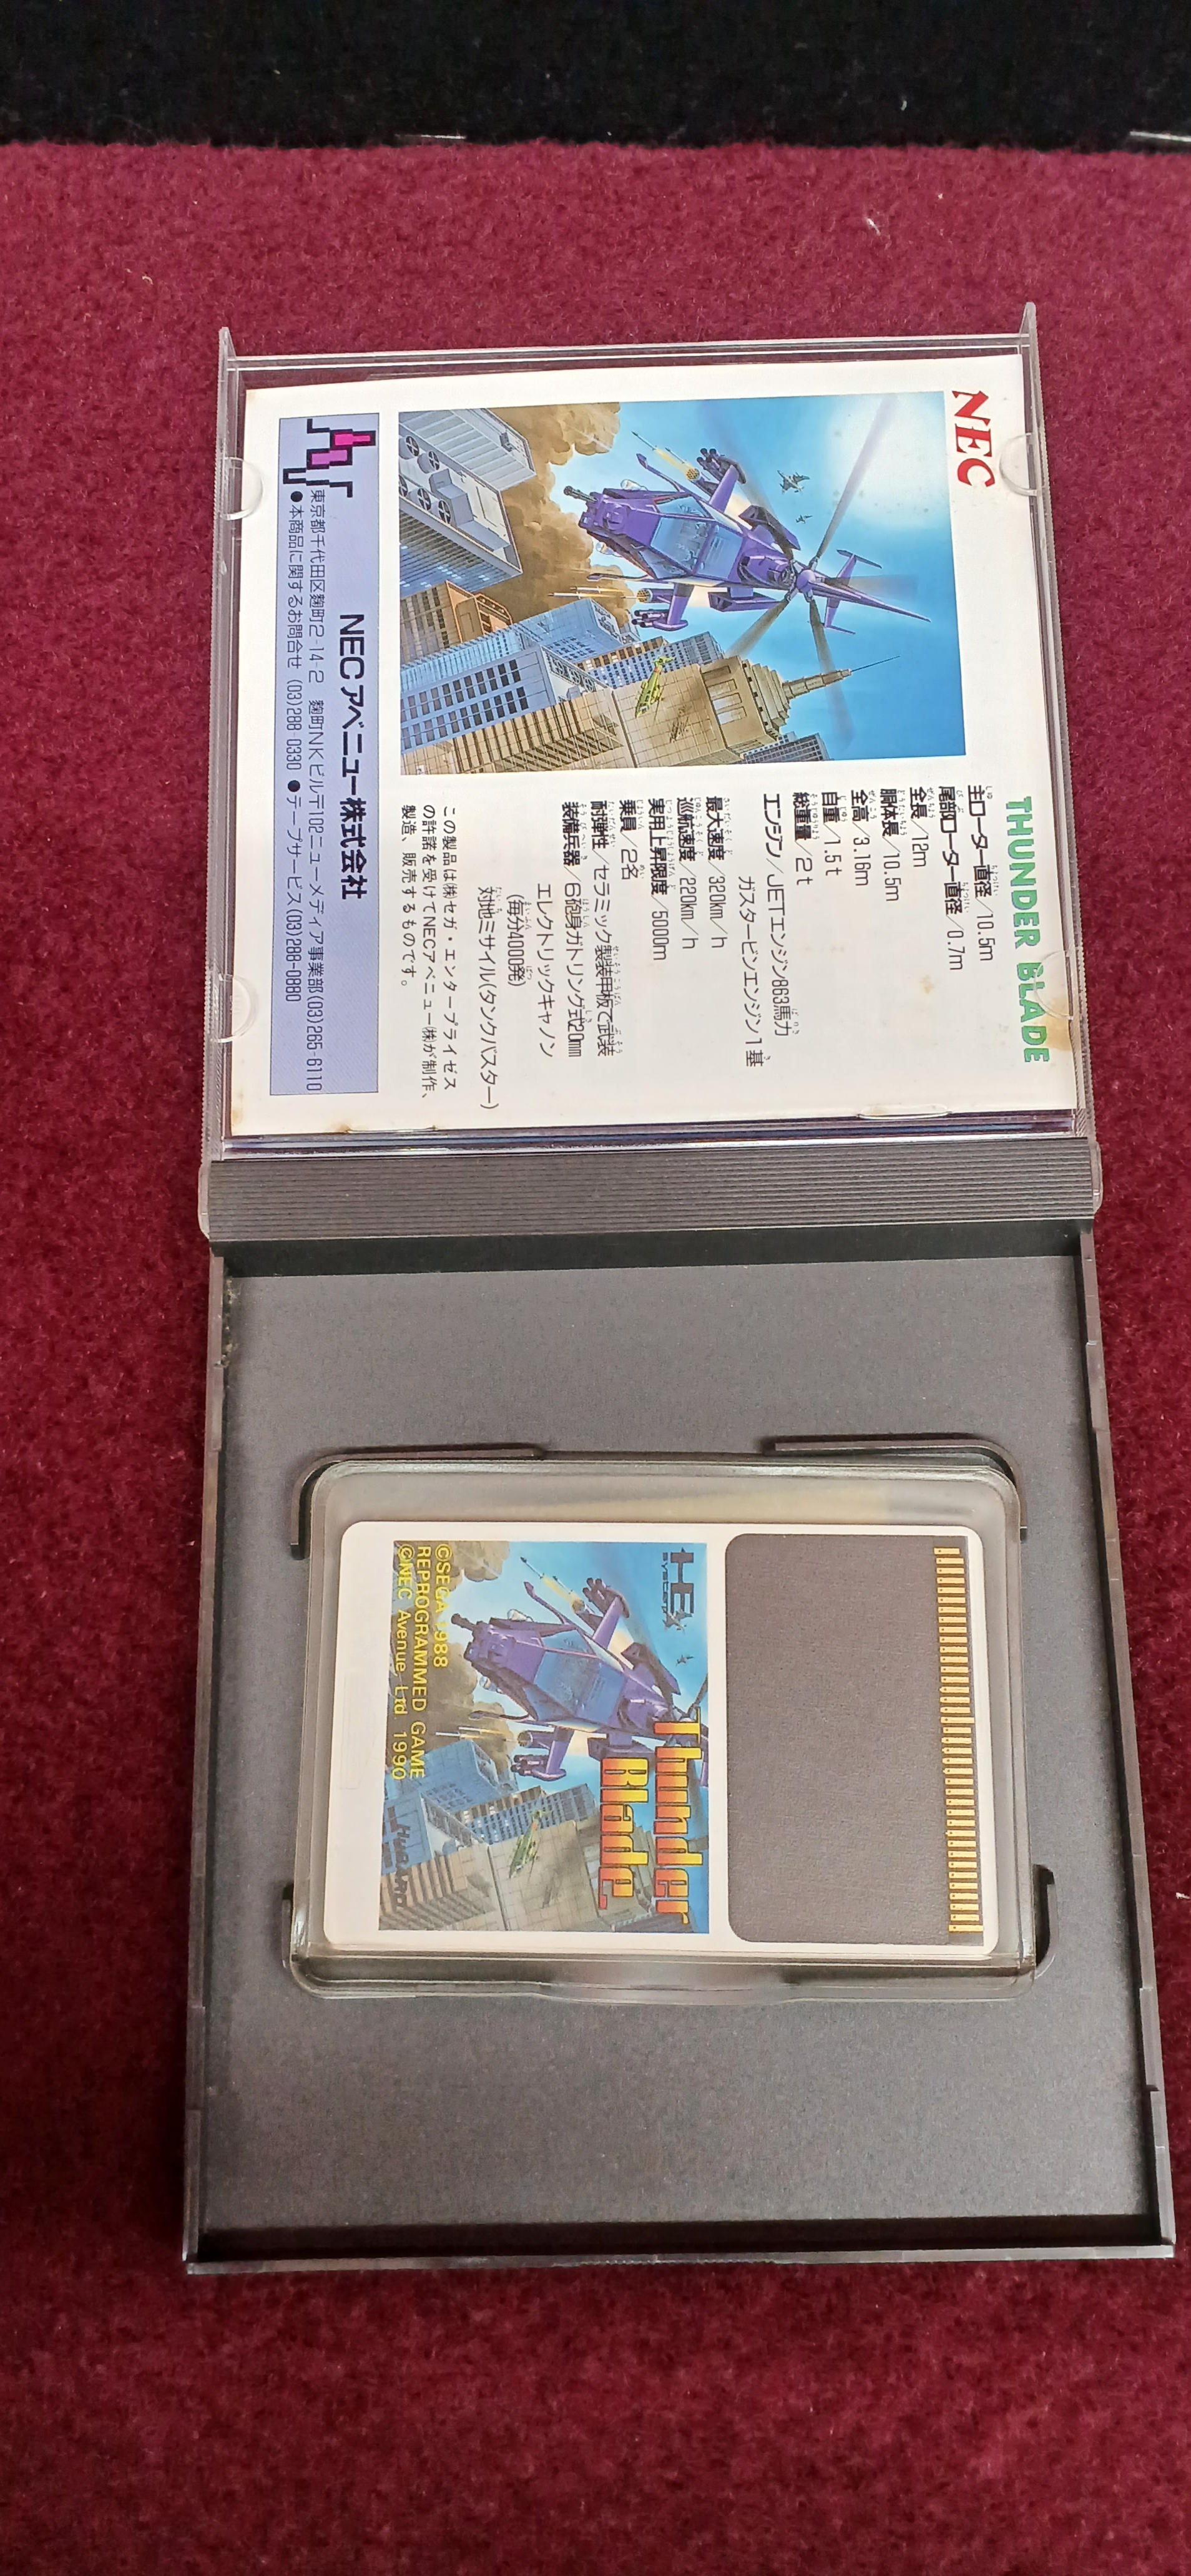 NEC
THUNDER BLADE
主ローター直径/10.5m
尾部ローター直径/0.7m
全長/12m
胴体長/10.5m
全高/3.16m
自重/1.5t
総重量/2t
エンジン/JETエンジン863馬力
ガスタービンエンジン1基
最大速度/320km/h
巡航速度/220km/h
実用上昇限度/5000m
乗員/2名
耐弾性/セラミック製装甲板で武装
装備兵器/6砲身ガトリング式20mm
エレクトリックキャノン
(毎分4000発)
対地ミサイル(タンクバスター)
この製品は㈱セガ・エンタープライゼス
の許諾を受けてNECアベニュー㈱が制作、
製造、販売するものです。
NECアベニュー株式会社
東京都千代田区麹町2-14-2 麹町NKビル〒102ニューメディア事業部(03)265-6110
●本商品に関するお問合せ (03)288-0330 ●テープサービス(03)288-0880
HE
SYSTEM
Thunder
Blade
©SEGA 1988
REPROGRAMMED GAME
©NEC Avenue, Ltd. 1990